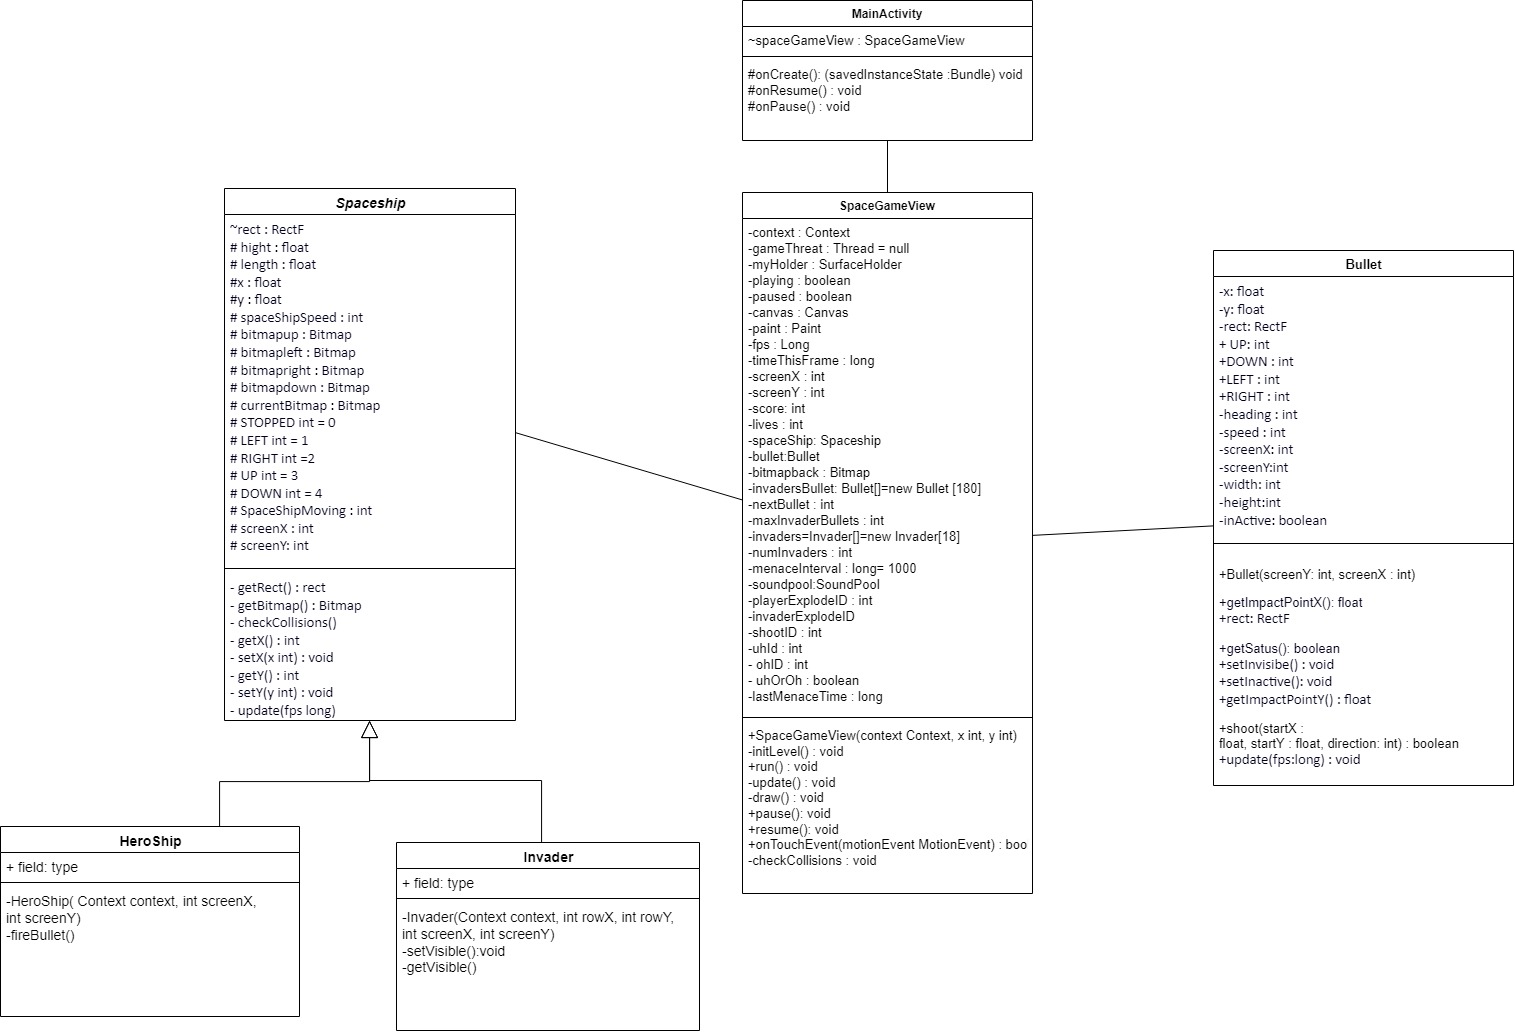 MainActivity
~spaceGameView : SpaceGameView
#onCreate(): (savedInstanceState :Bundle) void
#onResume() : void
#onPause() : void
Spaceship
~rect : RectF
# hight : float
# length : float
#x : float
#y : float
# spaceShipSpeed : int
# bitmapup : Bitmap
# bitmapleft : Bitmap
# bitmapright : Bitmap
# bitmapdown : Bitmap
# currentBitmap : Bitmap
# STOPPED int = 0
# LEFT int = 1
# RIGHT int =2
# UP int = 3
# DOWN int = 4
# SpaceShipMoving : int
# screenX : int
# screenY: int
- getRect() : rect
- getBitmap() : Bitmap
- checkCollisions()
- getX() : int
- setX(x int) : void
- getY() : int
- setY(y int) : void
- update(fps long)
SpaceGameView
-context : Context
-gameThreat : Thread = null
-myHolder : SurfaceHolder
-playing : boolean
-paused : boolean
-canvas : Canvas
-paint : Paint
-fps : Long
-timeThisFrame : long
-screenX : int
-screenY : int
-score: int
-lives : int
-spaceShip: Spaceship
-bullet:Bullet
-bitmapback : Bitmap
-invadersBullet: Bullet[]=new Bullet [180]
-nextBullet : int
-maxInvaderBullets : int
-invaders=Invader[]=new Invader[18]
-numInvaders : int
-menaceInterval : long= 1000
-soundpool:SoundPool
-playerExplodeID : int
-invaderExplodeID
-shootID : int
-uhId : int
- ohID : int
- uhOrOh : boolean
-lastMenaceTime : long
+SpaceGameView(context Context, x int, y int)
-initLevel() : void
+run() : void
-update() : void
-draw() : void
+pause(): void
+resume(): void
+onTouchEvent(motionEvent MotionEvent) : boo
-checkCollisions : void
Bullet
-x: float
-y: float
-rect: RectF
+ UP: int
+DOWN : int
+LEFT : int
+RIGHT : int
-heading : int
-speed : int
-screenX: int
-screenY:int
-width: int
-height:int
-inActive: boolean
+Bullet(screenY: int, screenX : int)
+getImpactPointX(): float
+rect: RectF
+getSatus(): boolean
+setInvisibe() : void
+setInactive(): void
+getImpactPointY() : float
+shoot(startX :
float, startY : float, direction: int) : boolean
+update(fps:long) : void
HeroShip
+ field: type
-HeroShip( Context context, int screenX,
int screenY)
-fireBullet()
Invader
+ field: type
-Invader(Context context, int rowX, int rowY,
int screenX, int screenY)
-setVisible():void
-getVisible()